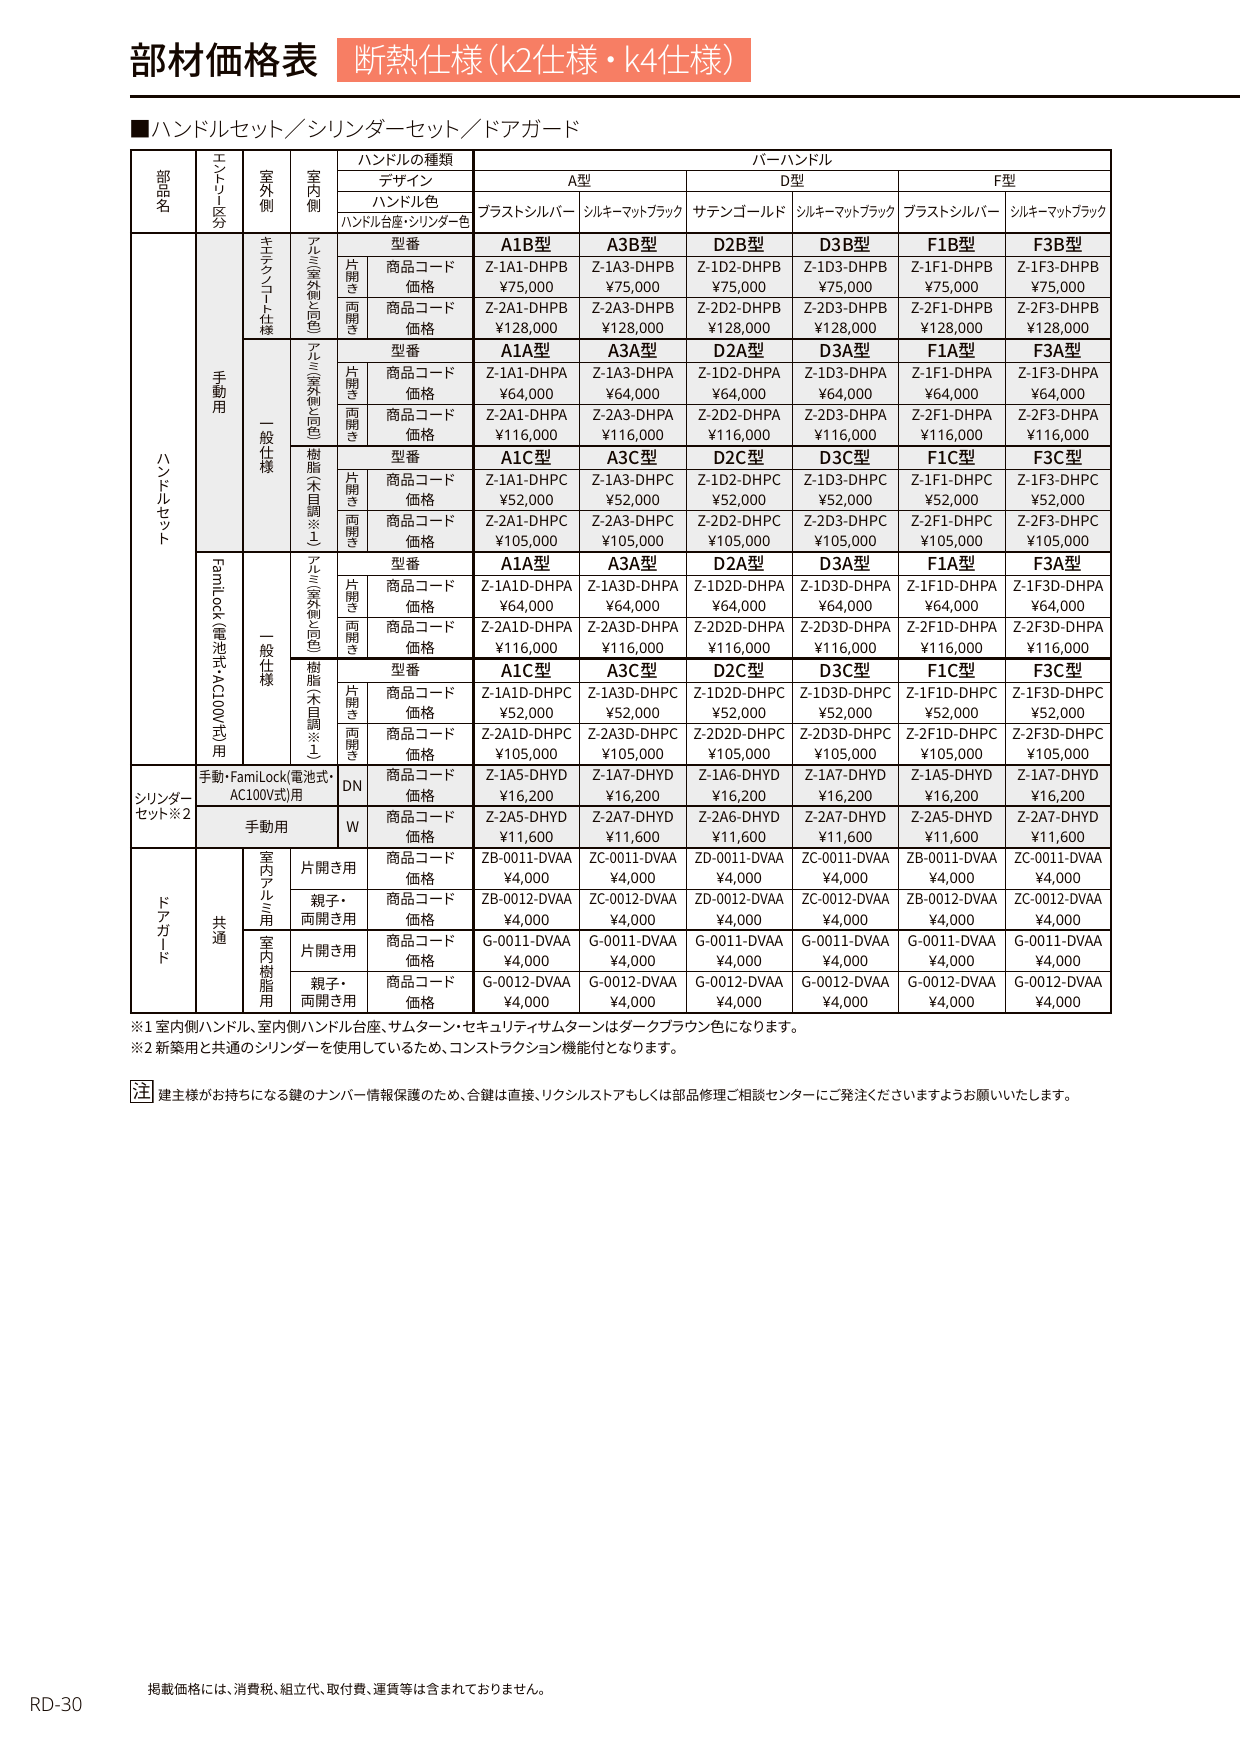 部材価格表 断熱仕様（k2仕様・k4仕様）
■ハンドルセット／シリンダーセット／ドアガード
部品名 エントリー区分 室外側 室内側 ハンドルの種類 バーハンドル
デザイン A型 D型 F型
ハンドル色
ハンドル台座・シリンダー色 ブラストシルバー シルキーマットブラック サテンゴールド シルキーマットブラック ブラストシルバー シルキーマットブラック
ハンドルセット 手動用 キエテクノコート仕様 アルミ（室外側と同色） 型番 A1B型 A3B型 D2B型 D3B型 F1B型 F3B型
片開き 商品コード Z-1A1-DHPB Z-1A3-DHPB Z-1D2-DHPB Z-1D3-DHPB Z-1F1-DHPB Z-1F3-DHPB
価格 ¥75,000 ¥75,000 ¥75,000 ¥75,000 ¥75,000 ¥75,000
両開き 商品コード Z-2A1-DHPB Z-2A3-DHPB Z-2D2-DHPB Z-2D3-DHPB Z-2F1-DHPB Z-2F3-DHPB
価格 ¥128,000 ¥128,000 ¥128,000 ¥128,000 ¥128,000 ¥128,000
一般仕様 アルミ（室外側と同色） 型番 A1A型 A3A型 D2A型 D3A型 F1A型 F3A型
片開き 商品コード Z-1A1-DHPA Z-1A3-DHPA Z-1D2-DHPA Z-1D3-DHPA Z-1F1-DHPA Z-1F3-DHPA
価格 ¥64,000 ¥64,000 ¥64,000 ¥64,000 ¥64,000 ¥64,000
両開き 商品コード Z-2A1-DHPA Z-2A3-DHPA Z-2D2-DHPA Z-2D3-DHPA Z-2F1-DHPA Z-2F3-DHPA
価格 ¥116,000 ¥116,000 ¥116,000 ¥116,000 ¥116,000 ¥116,000
樹脂（木目調※1） 型番 A1C型 A3C型 D2C型 D3C型 F1C型 F3C型
片開き 商品コード Z-1A1-DHPC Z-1A3-DHPC Z-1D2-DHPC Z-1D3-DHPC Z-1F1-DHPC Z-1F3-DHPC
価格 ¥52,000 ¥52,000 ¥52,000 ¥52,000 ¥52,000 ¥52,000
両開き 商品コード Z-2A1-DHPC Z-2A3-DHPC Z-2D2-DHPC Z-2D3-DHPC Z-2F1-DHPC Z-2F3-DHPC
価格 ¥105,000 ¥105,000 ¥105,000 ¥105,000 ¥105,000 ¥105,000
FamiLock（電池式・AC100V式）用 一般仕様 アルミ（室外側と同色） 型番 A1A型 A3A型 D2A型 D3A型 F1A型 F3A型
片開き 商品コード Z-1A1D-DHPA Z-1A3D-DHPA Z-1D2D-DHPA Z-1D3D-DHPA Z-1F1D-DHPA Z-1F3D-DHPA
価格 ¥64,000 ¥64,000 ¥64,000 ¥64,000 ¥64,000 ¥64,000
両開き 商品コード Z-2A1D-DHPA Z-2A3D-DHPA Z-2D2D-DHPA Z-2D3D-DHPA Z-2F1D-DHPA Z-2F3D-DHPA
価格 ¥116,000 ¥116,000 ¥116,000 ¥116,000 ¥116,000 ¥116,000
樹脂（木目調※1） 型番 A1C型 A3C型 D2C型 D3C型 F1C型 F3C型
片開き 商品コード Z-1A1D-DHPC Z-1A3D-DHPC Z-1D2D-DHPC Z-1D3D-DHPC Z-1F1D-DHPC Z-1F3D-DHPC
価格 ¥52,000 ¥52,000 ¥52,000 ¥52,000 ¥52,000 ¥52,000
両開き 商品コード Z-2A1D-DHPC Z-2A3D-DHPC Z-2D2D-DHPC Z-2D3D-DHPC Z-2F1D-DHPC Z-2F3D-DHPC
価格 ¥105,000 ¥105,000 ¥105,000 ¥105,000 ¥105,000 ¥105,000
シリンダーセット※2 手動・FamiLock(電池式・AC100V式)用 DN 商品コード Z-1A5-DHYD Z-1A7-DHYD Z-1A6-DHYD Z-1A7-DHYD Z-1A5-DHYD Z-1A7-DHYD
価格 ¥16,200 ¥16,200 ¥16,200 ¥16,200 ¥16,200 ¥16,200
手動用 W 商品コード Z-2A5-DHYD Z-2A7-DHYD Z-2A6-DHYD Z-2A7-DHYD Z-2A5-DHYD Z-2A7-DHYD
価格 ¥11,600 ¥11,600 ¥11,600 ¥11,600 ¥11,600 ¥11,600
ドアガード 共通 室内アルミ用 片開き用 商品コード ZB-0011-DVAA ZC-0011-DVAA ZD-0011-DVAA ZC-0011-DVAA ZB-0011-DVAA ZC-0011-DVAA
価格 ¥4,000 ¥4,000 ¥4,000 ¥4,000 ¥4,000 ¥4,000
親子・両開き用 商品コード ZB-0012-DVAA ZC-0012-DVAA ZD-0012-DVAA ZC-0012-DVAA ZB-0012-DVAA ZC-0012-DVAA
価格 ¥4,000 ¥4,000 ¥4,000 ¥4,000 ¥4,000 ¥4,000
室内樹脂用 片開き用 商品コード G-0011-DVAA G-0011-DVAA G-0011-DVAA G-0011-DVAA G-0011-DVAA G-0011-DVAA
価格 ¥4,000 ¥4,000 ¥4,000 ¥4,000 ¥4,000 ¥4,000
親子・両開き用 商品コード G-0012-DVAA G-0012-DVAA G-0012-DVAA G-0012-DVAA G-0012-DVAA G-0012-DVAA
価格 ¥4,000 ¥4,000 ¥4,000 ¥4,000 ¥4,000 ¥4,000
※1 室内側ハンドル、室内側ハンドル台座、サムターン・セキュリティサムターンはダークブラウン色になります。
※2 新築用と共通のシリンダーを使用しているため、コンストラクション機能付となります。
注 建主様がお持ちになる鍵のナンバー情報保護のため、合鍵は直接、リクシルストアもしくは部品修理ご相談センターにご発注くださいますようお願いいたします。
掲載価格には、消費税、組立代、取付費、運賃等は含まれておりません。
RD-30